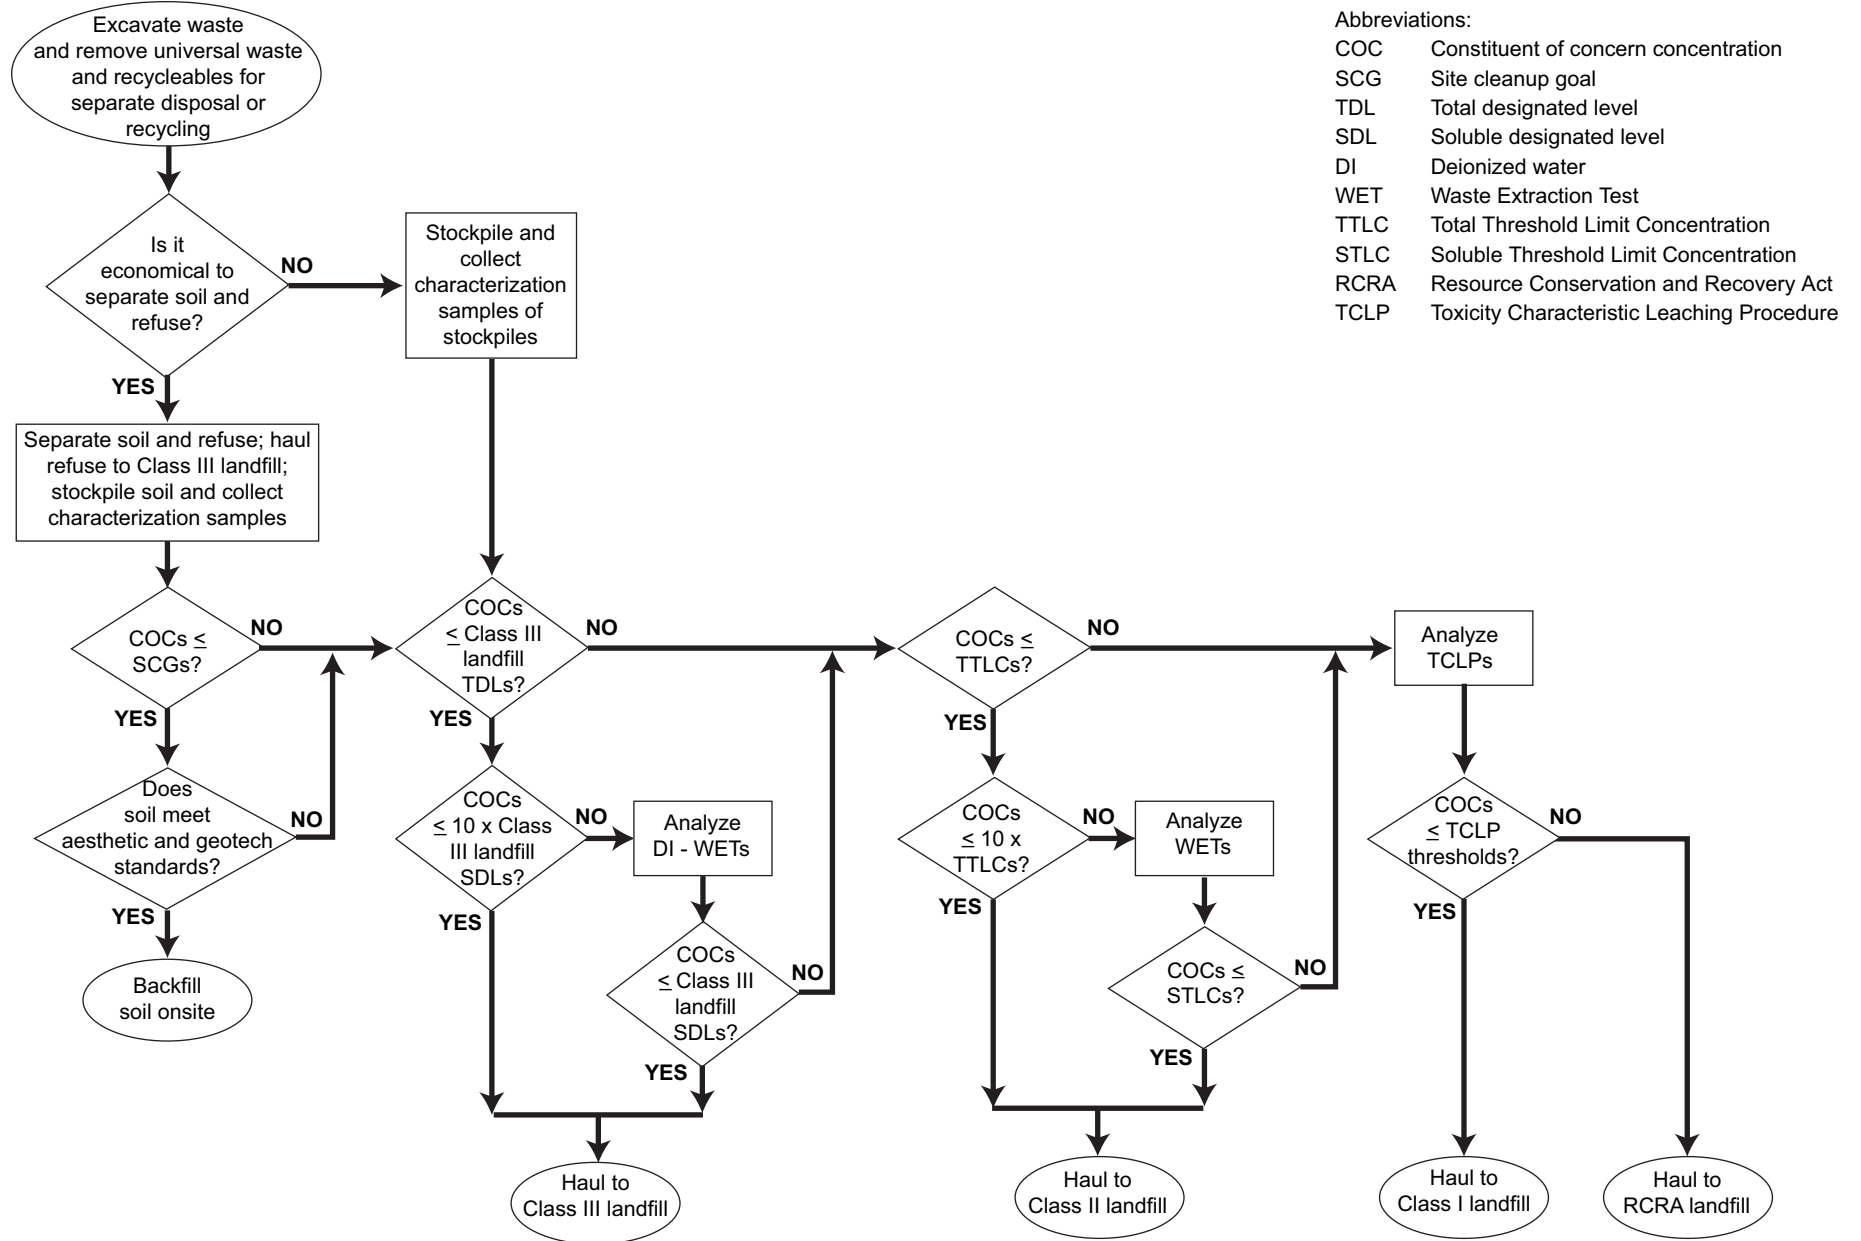 Excavate waste
and remove universal waste
and recycleables for
separate disposal or
recycling
Abbreviations:
COC Constituent of concern concentration
SCG Site cleanup goal
TDL Total designated level
SDL Soluble designated level
DI Deionized water
WET Waste Extraction Test
TTLC Total Threshold Limit Concentration
STLC Soluble Threshold Limit Concentration
RCRA Resource Conservation and Recovery Act
TCLP Toxicity Characteristic Leaching Procedure
Is it
economical to
separate soil and
refuse?
NO
YES
Stockpile and
collect
characterization
samples of
stockpiles
Separate soil and refuse; haul
refuse to Class III landfill;
stockpile soil and collect
characterization samples
COCs ≤
SCGs?
NO
YES
Does
soil meet
aesthetic and geotech
standards?
NO
YES
Backfill
soil onsite
COCs
≤ Class III
landfill
TDLs?
NO
YES
COCs
≤ 10 x Class
III landfill
SDLs?
NO
YES
Analyze
DI - WETs
COCs
≤ Class III
landfill
SDLs?
NO
YES
Haul to
Class III landfill
COCs ≤
TTLCs?
NO
YES
COCs
≤ 10 x
TTLCs?
NO
YES
Analyze
WETs
COCs ≤
STLCs?
NO
YES
Haul to
Class II landfill
Analyze
TCLPs
COCs
≤ TCLP
thresholds?
NO
YES
Haul to
Class I landfill
Haul to
RCRA landfill